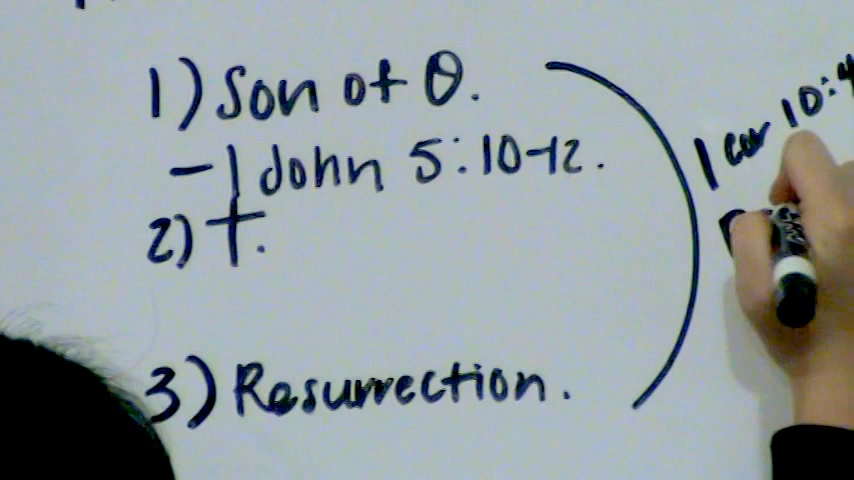 1) Son of θ.
- 1 John 5:10-12.
2) †.
3) Resurrection.
1 cor 10:4